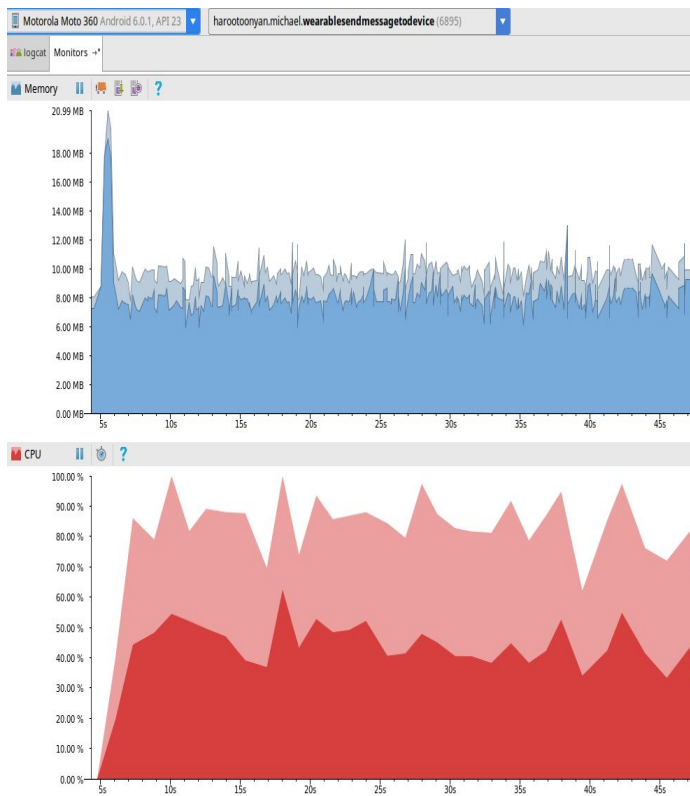 Motorola Moto 360 Android 6.0.1, API 23 harootoonyan.michael.wearablesendmessagetodevice (6895)
logcat Monitors →"
Memory ?
20.99 MB
18.00 MB
16.00 MB
14.00 MB
12.00 MB
10.00 MB
8.00 MB
6.00 MB
4.00 MB
2.00 MB
0.00 MB
5s 10s 15s 20s 25s 30s 35s 40s 45s
CPU ?
100.00 %
90.00 %
80.00 %
70.00 %
60.00 %
50.00 %
40.00 %
30.00 %
20.00 %
10.00 %
0.00 %
5s 10s 15s 20s 25s 30s 35s 40s 45s